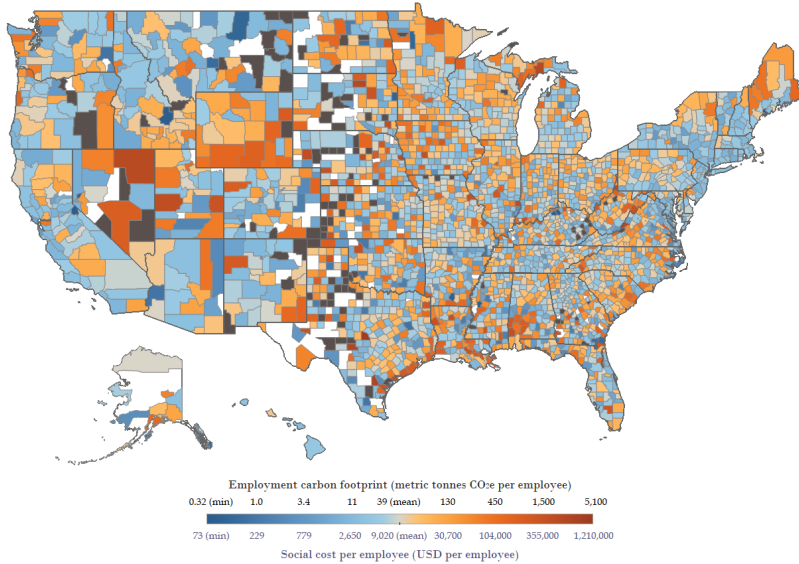 Employment carbon footprint (metric tonnes CO2e per employee)
0.32 (min) 1.0 3.4 11 39 (mean) 130 450 1,500 5,100
73 (min) 229 779 2,650 9,020 (mean) 30,700 104,000 355,000 1,210,000
Social cost per employee (USD per employee)